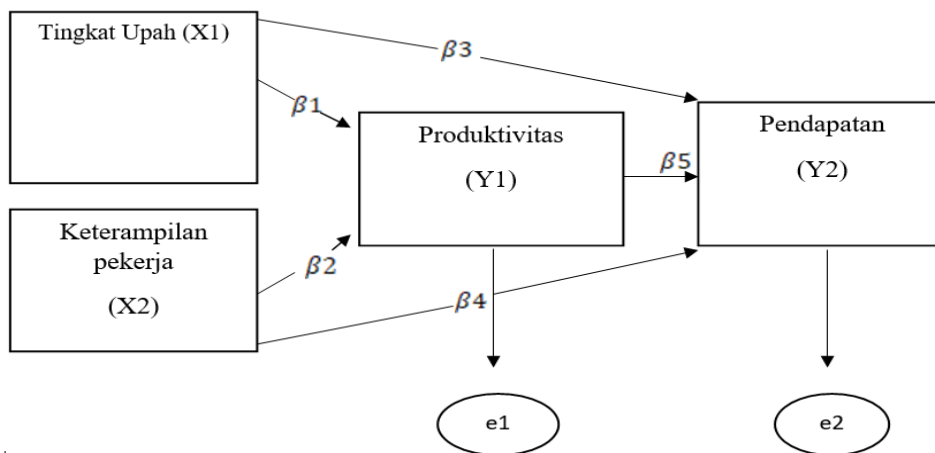 Tingkat Upah (X1)
β3
β1
Produktivitas
(Y1)
Pendapatan
(Y2)
β5
Keterampilan
pekerja
(X2)
β2
β4
e1
e2